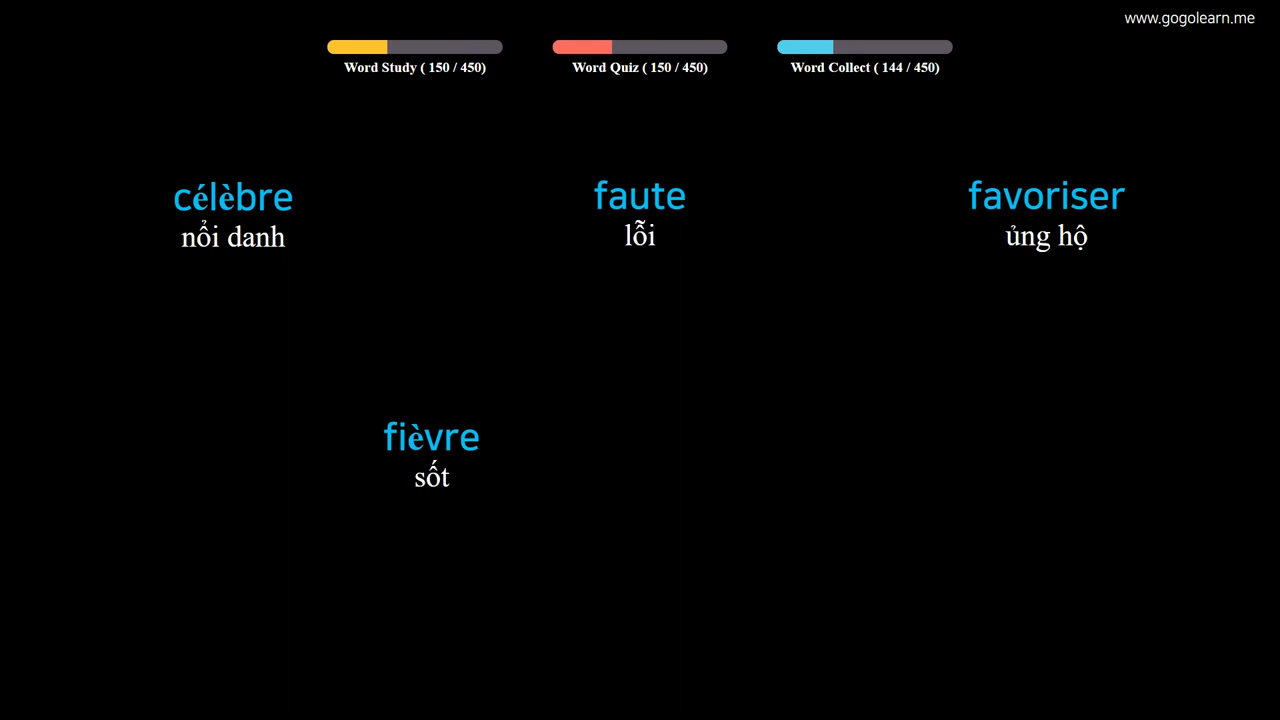 www.gogolearn.me
Word Study ( 150 / 450)
Word Quiz ( 150 / 450)
Word Collect ( 144 / 450)
célèbre
nổi danh
faute
lỗi
favoriser
ủng hộ
fièvre
sốt